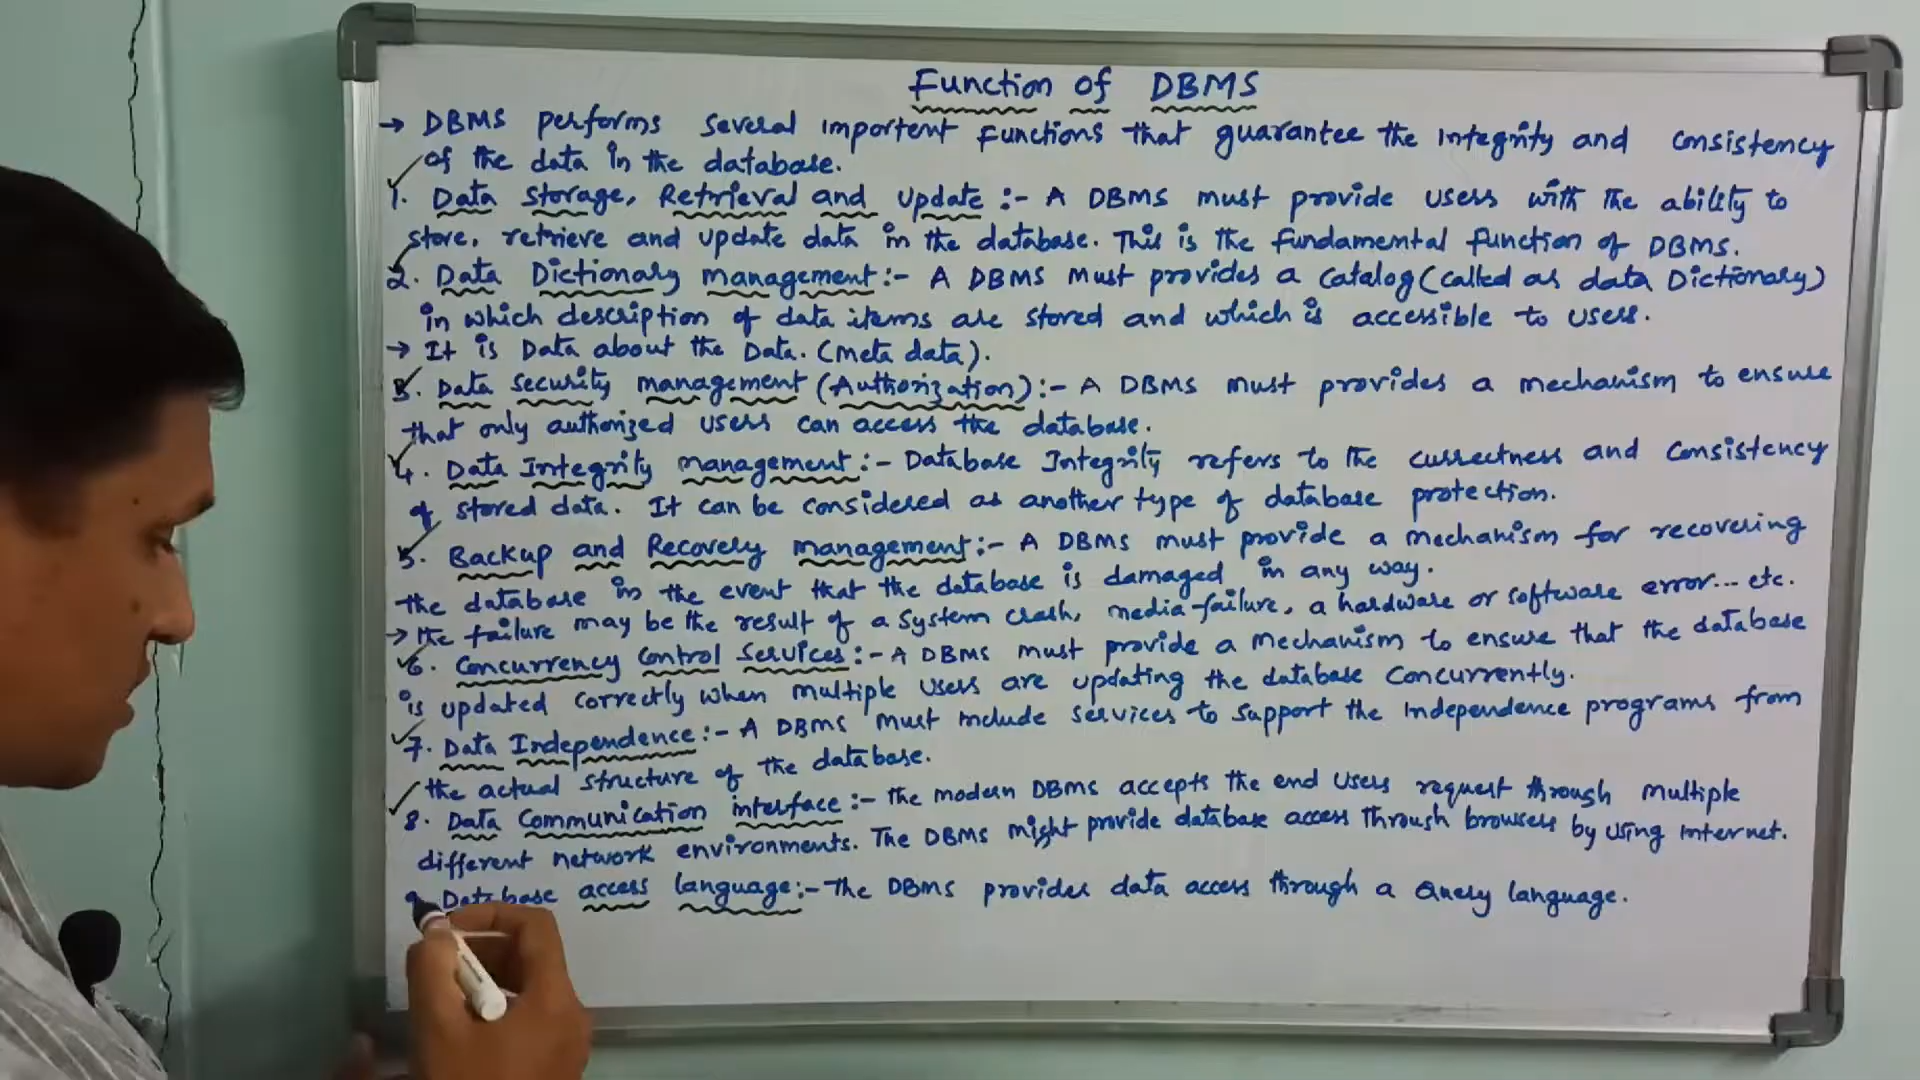 Function of DBMS
→ DBMS performs several importent Functions that guarantee the Integrity and consistency
of the data in the database.
1. Data Storage, Retrieval and update :- A DBMS must provide users with the ability to
store, retrieve and update data in the database. This is the fundamental function of DBMS.
2. Data Dictionary management:- A DBMS must provides a catalog (called as data Dictionary)
in which description of data items are stored and which is accessible to users.
→ It is Data about the Data. (meta data).
3. Data security management (Authorization):- A DBMS must provides a mechanism to ensure
that only authorized users can access the database.
4. Data Integrity management:- Database Integrity refers to the currectness and consistency
of stored data. It can be considered as another type of database protection.
5. Backup and Recovery management:- A DBMS must provide a mechanism for recovering
the database in the event that the database is damaged in any way.
→ the failure may be the result of a system crash, media-failure, a hardware or software error... etc.
6. Concurrency control services:- A DBMS must provide a mechanism to ensure that the database
is updated correctly when multiple users are updating the database concurrently.
7. Data Independence:- A DBMS must include services to support the independence programs from
the actual structure of the database.
8. Data Communication interface:- the modern DBMS accepts the end users request through multiple
different network environments. The DBMS might provide database access through browsers by using internet.
9. Database access language:- the DBMS provides data access through a Query language.